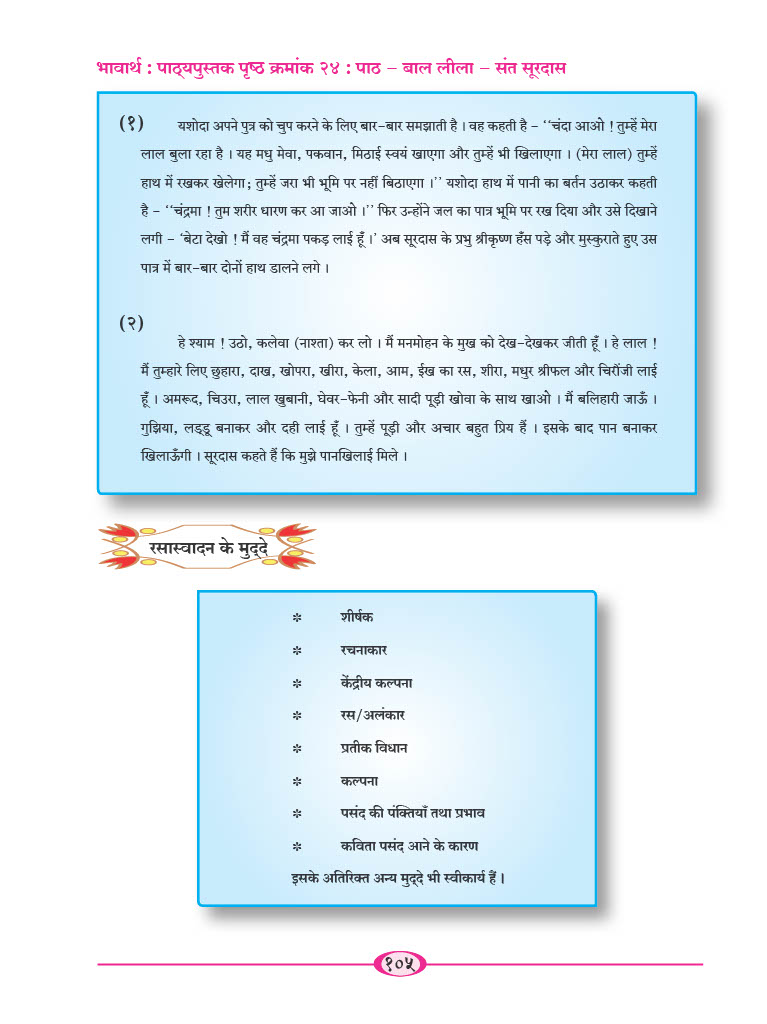 भावार्थ : पाठ्यपुस्तक पृष्ठ क्रमांक २४ : पाठ – बाल लीला – संत सूरदास
(१) यशोदा अपने पुत्र को चुप करने के लिए बार-बार समझाती है । वह कहती है – ‘‘चंदा आओ ! तुम्हें मेरा
लाल बुला रहा है । यह मधु मेवा, पकवान, मिठाई स्वयं खाएगा और तुम्हें भी खिलाएगा । (मेरा लाल) तुम्हें
हाथ में रखकर खेलेगा; तुम्हें जरा भी भूमि पर नहीं बिठाएगा ।’’ यशोदा हाथ में पानी का बर्तन उठाकर कहती
है – ‘‘चंद्रमा ! तुम शरीर धारण कर आ जाओ ।’’ फिर उन्होंने जल का पात्र भूमि पर रख दिया और उसे दिखाने
लगी – ‘बेटा देखो ! मैं वह चंद्रमा पकड़ लाई हूँ ।’ अब सूरदास के प्रभु श्रीकृष्ण हँस पड़े और मुस्कुराते हुए उस
पात्र में बार-बार दोनों हाथ डालने लगे ।
(२)
हे श्याम ! उठो, कलेवा (नाश्ता) कर लो । मैं मनमोहन के मुख को देख-देखकर जीती हूँ । हे लाल !
मैं तुम्हारे लिए छुहारा, दाख, खोपरा, खीरा, केला, आम, ईख का रस, शीरा, मधुर श्रीफल और चिरौंजी लाई
हूँ । अमरूद, चिउरा, लाल खुबानी, घेवर-फेनी और सादी पूड़ी खोवा के साथ खाओ । मैं बलिहारी जाऊँ ।
गुझिया, लड्डू बनाकर और दही लाई हूँ । तुम्हें पूड़ी और अचार बहुत प्रिय हैं । इसके बाद पान बनाकर
खिलाऊँगी । सूरदास कहते हैं कि मुझे पानखिलाई मिले ।
रसास्वादन के मुद्दे
✽ शीर्षक
✽ रचनाकार
✽ केंद्रीय कल्पना
✽ रस/अलंकार
✽ प्रतीक विधान
✽ कल्पना
✽ पसंद की पंक्तियाँ तथा प्रभाव
✽ कविता पसंद आने के कारण
इसके अतिरिक्त अन्य मुद्दे भी स्वीकार्य हैं ।
१०५